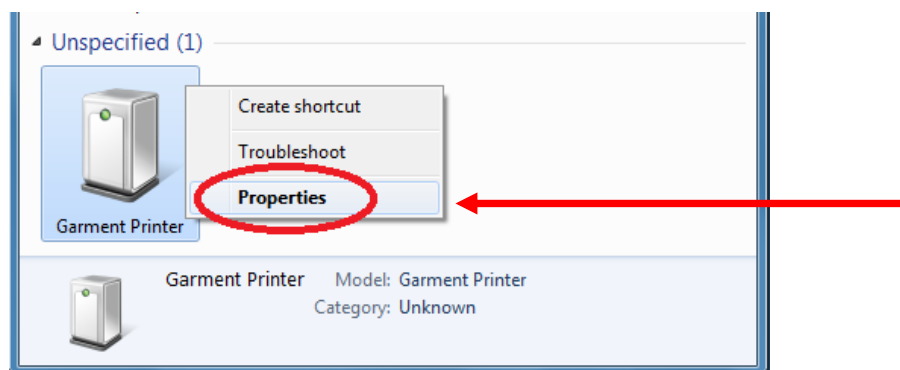 Unspecified (1)
Create shortcut
Troubleshoot
Properties
Garment Printer
Garment Printer Model: Garment Printer
Category: Unknown